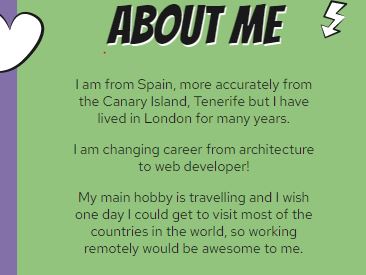 ABOUT ME
I am from Spain, more accurately from
the Canary Island, Tenerife but I have
lived in London for many years.
I am changing career from architecture
to web developer!
My main hobby is travelling and I wish
one day I could get to visit most of the
countries in the world, so working
remotely would be awesome to me.